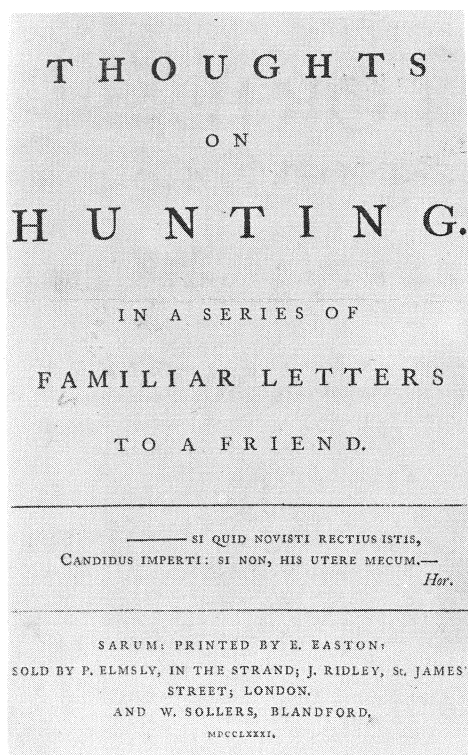 THOUGHTS
ON
HUNTING.
IN A SERIES OF
FAMILIAR LETTERS
TO A FRIEND.
——— SI QUID NOVISTI RECTIUS ISTIS,
CANDIDUS IMPERTI: SI NON, HIS UTERE MECUM.—
Hor.
SARUM: PRINTED BY E. EASTON:
SOLD BY P. ELMSLY, IN THE STRAND; J. RIDLEY, St. JAMES'
STREET; LONDON.
AND W. SOLLERS, BLANDFORD,
MDCCLXXXI.